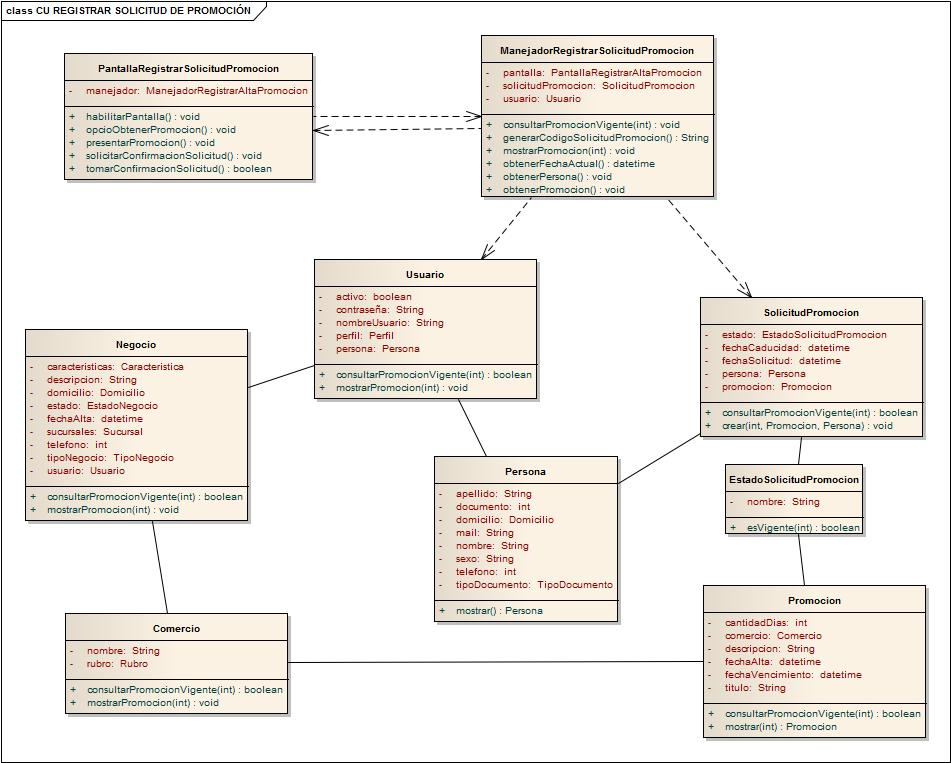 class CU REGISTRAR SOLICITUD DE PROMOCIÓN
PantallaRegistrarSolicitudPromocion
- manejador: ManejadorRegistrarAltaPromocion
+ habilitarPantalla() : void
+ opcioObtenerPromocion() : void
+ presentarPromocion() : void
+ solicitarConfirmacionSolicitud() : void
+ tomarConfirmacionSolicitud() : boolean
ManejadorRegistrarSolicitudPromocion
- pantalla: PantallaRegistrarAltaPromocion
- solicitudPromocion: SolicitudPromocion
- usuario: Usuario
+ consultarPromocionVigente(int) : void
+ generarCodigoSolicitudPromocion() : String
+ mostrarPromocion(int) : void
+ obtenerFechaActual() : datetime
+ obtenerPersona() : void
+ obtenerPromocion() : void
Usuario
- activo: boolean
- contraseña: String
- nombreUsuario: String
- perfil: Perfil
- persona: Persona
+ consultarPromocionVigente(int) : boolean
+ mostrarPromocion(int) : void
SolicitudPromocion
- estado: EstadoSolicitudPromocion
- fechaCaducidad: datetime
- fechaSolicitud: datetime
- persona: Persona
- promocion: Promocion
+ consultarPromocionVigente(int) : boolean
+ crear(int, Promocion, Persona) : void
Negocio
- caracteristicas: Caracteristica
- descripcion: String
- domicilio: Domicilio
- estado: EstadoNegocio
- fechaAlta: datetime
- sucursales: Sucursal
- telefono: int
- tipoNegocio: TipoNegocio
- usuario: Usuario
+ consultarPromocionVigente(int) : boolean
+ mostrarPromocion(int) : void
Persona
- apellido: String
- documento: int
- domicilio: Domicilio
- mail: String
- nombre: String
- sexo: String
- telefono: int
- tipoDocumento: TipoDocumento
+ mostrar() : Persona
EstadoSolicitudPromocion
- nombre: String
+ esVigente(int) : boolean
Comercio
- nombre: String
- rubro: Rubro
+ consultarPromocionVigente(int) : boolean
+ mostrarPromocion(int) : void
Promocion
- cantidadDias: int
- comercio: Comercio
- descripcion: String
- fechaAlta: datetime
- fechaVencimiento: datetime
- titulo: String
+ consultarPromocionVigente(int) : boolean
+ mostrar(int) : Promocion